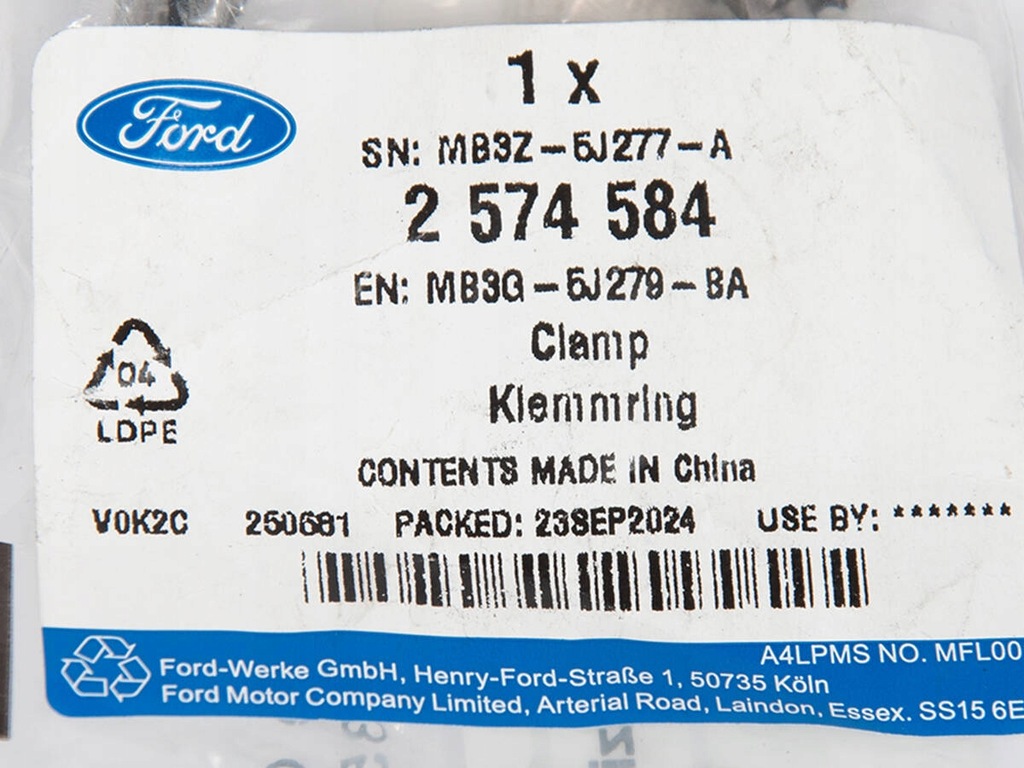 Ford
1 x
SN: MB3Z-5J277-A
2 574 584
EN: MB3G-5J279-BA
Clamp
Klemmring
04
LDPE
CONTENTS MADE IN China
V0K2C 250681 PACKED: 23SEP2024 USE BY: *******
A4LPMS NO. MFL00
Ford-Werke GmbH, Henry-Ford-Straße 1, 50735 Köln
Ford Motor Company Limited, Arterial Road, Laindon, Essex. SS15 6E